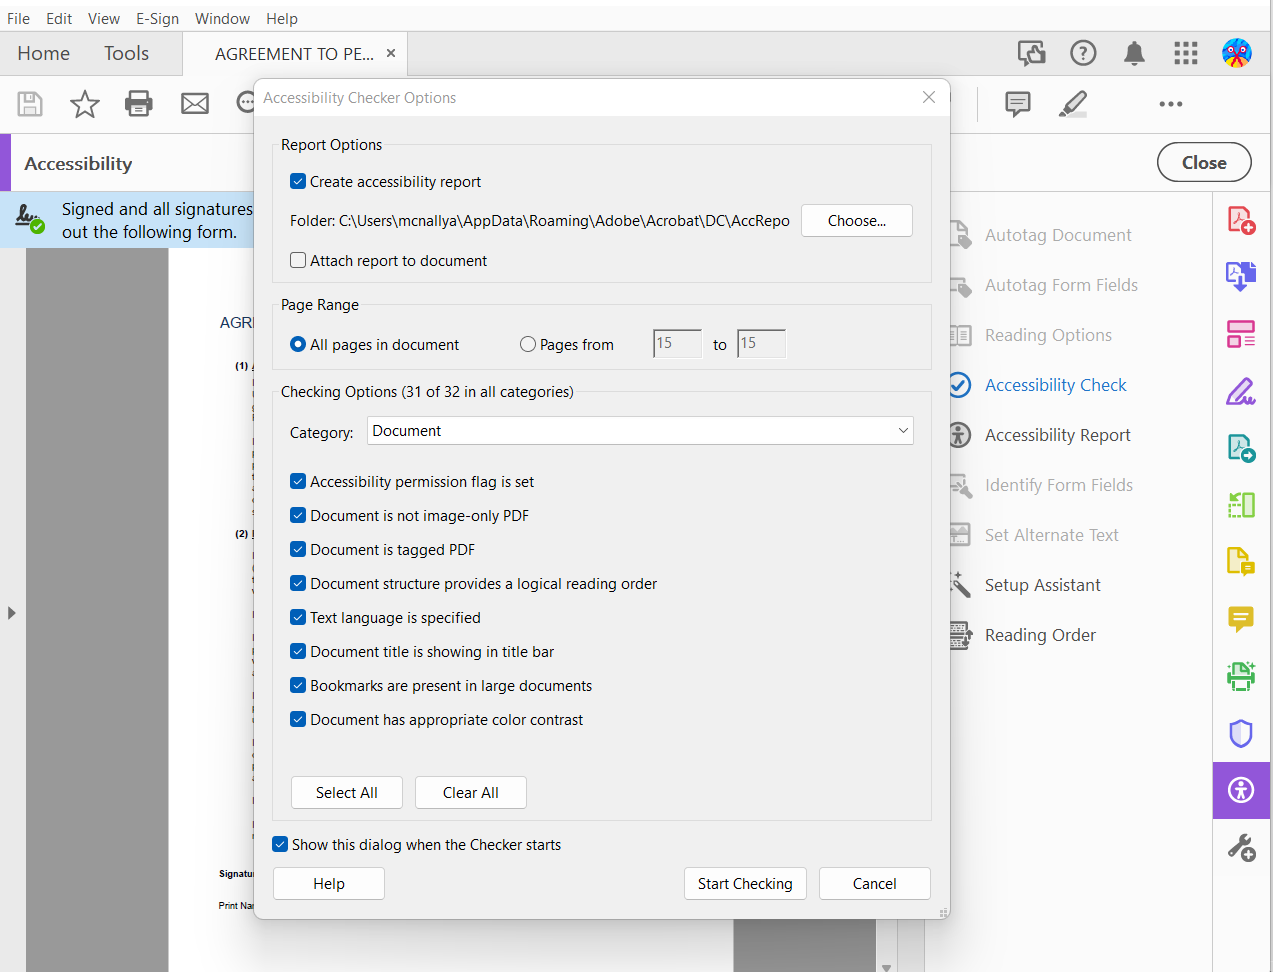 File Edit View E-Sign Window Help
Home Tools AGREEMENT TO PE... ×
Accessibility
Close
Signed and all signatures
out the following form.
AGRE
(1)
(2)
Signatu
Print Na
Accessibility Checker Options
Report Options
Create accessibility report
Folder: C:\Users\mcnallya\AppData\Roaming\Adobe\Acrobat\DC\AccRepo Choose...
Attach report to document
Page Range
All pages in document Pages from 15 to 15
Checking Options (31 of 32 in all categories)
Category: Document
Accessibility permission flag is set
Document is not image-only PDF
Document is tagged PDF
Document structure provides a logical reading order
Text language is specified
Document title is showing in title bar
Bookmarks are present in large documents
Document has appropriate color contrast
Select All Clear All
Show this dialog when the Checker starts
Help Start Checking Cancel
Autotag Document
Autotag Form Fields
Reading Options
Accessibility Check
Accessibility Report
Identify Form Fields
Set Alternate Text
Setup Assistant
Reading Order